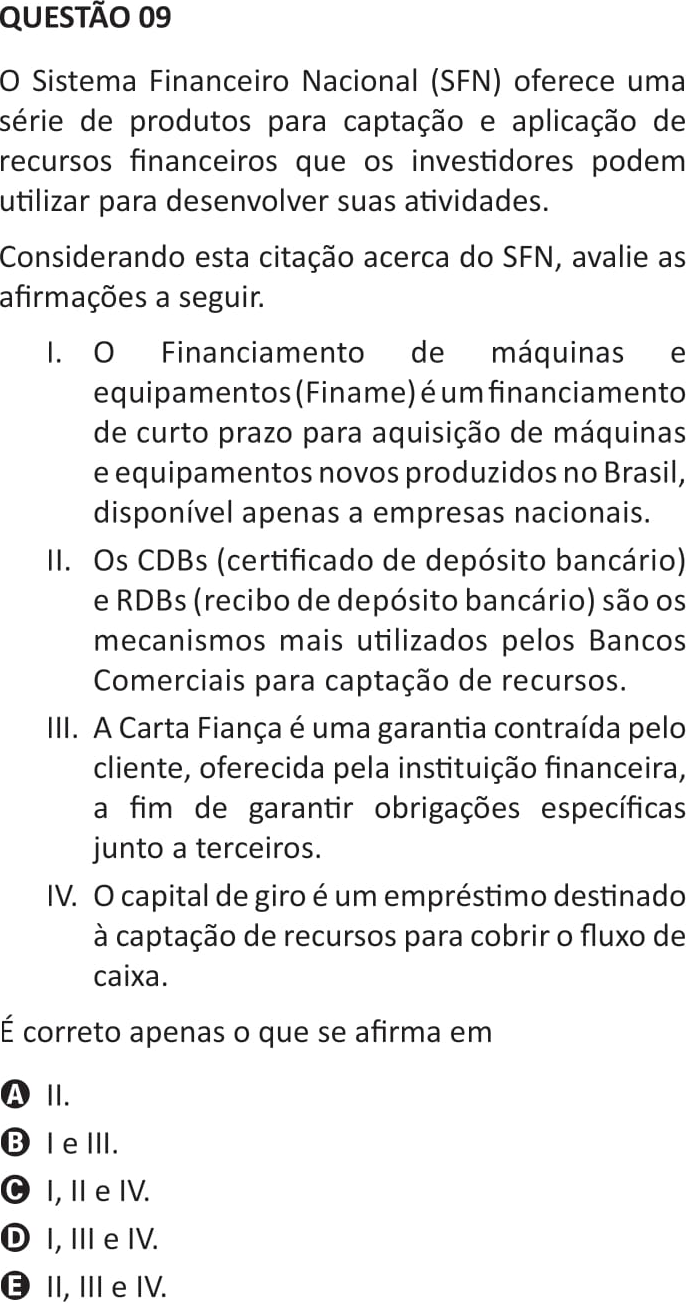 QUESTÃO 09
O Sistema Financeiro Nacional (SFN) oferece uma
série de produtos para captação e aplicação de
recursos financeiros que os investidores podem
utilizar para desenvolver suas atividades.
Considerando esta citação acerca do SFN, avalie as
afirmações a seguir.
I. O Financiamento de máquinas e
equipamentos (Finame) é um financiamento
de curto prazo para aquisição de máquinas
e equipamentos novos produzidos no Brasil,
disponível apenas a empresas nacionais.
II. Os CDBs (certificado de depósito bancário)
e RDBs (recibo de depósito bancário) são os
mecanismos mais utilizados pelos Bancos
Comerciais para captação de recursos.
III. A Carta Fiança é uma garantia contraída pelo
cliente, oferecida pela instituição financeira,
a fim de garantir obrigações específicas
junto a terceiros.
IV. O capital de giro é um empréstimo destinado
à captação de recursos para cobrir o fluxo de
caixa.
É correto apenas o que se afirma em
A II.
B I e III.
C I, II e IV.
D I, III e IV.
E II, III e IV.